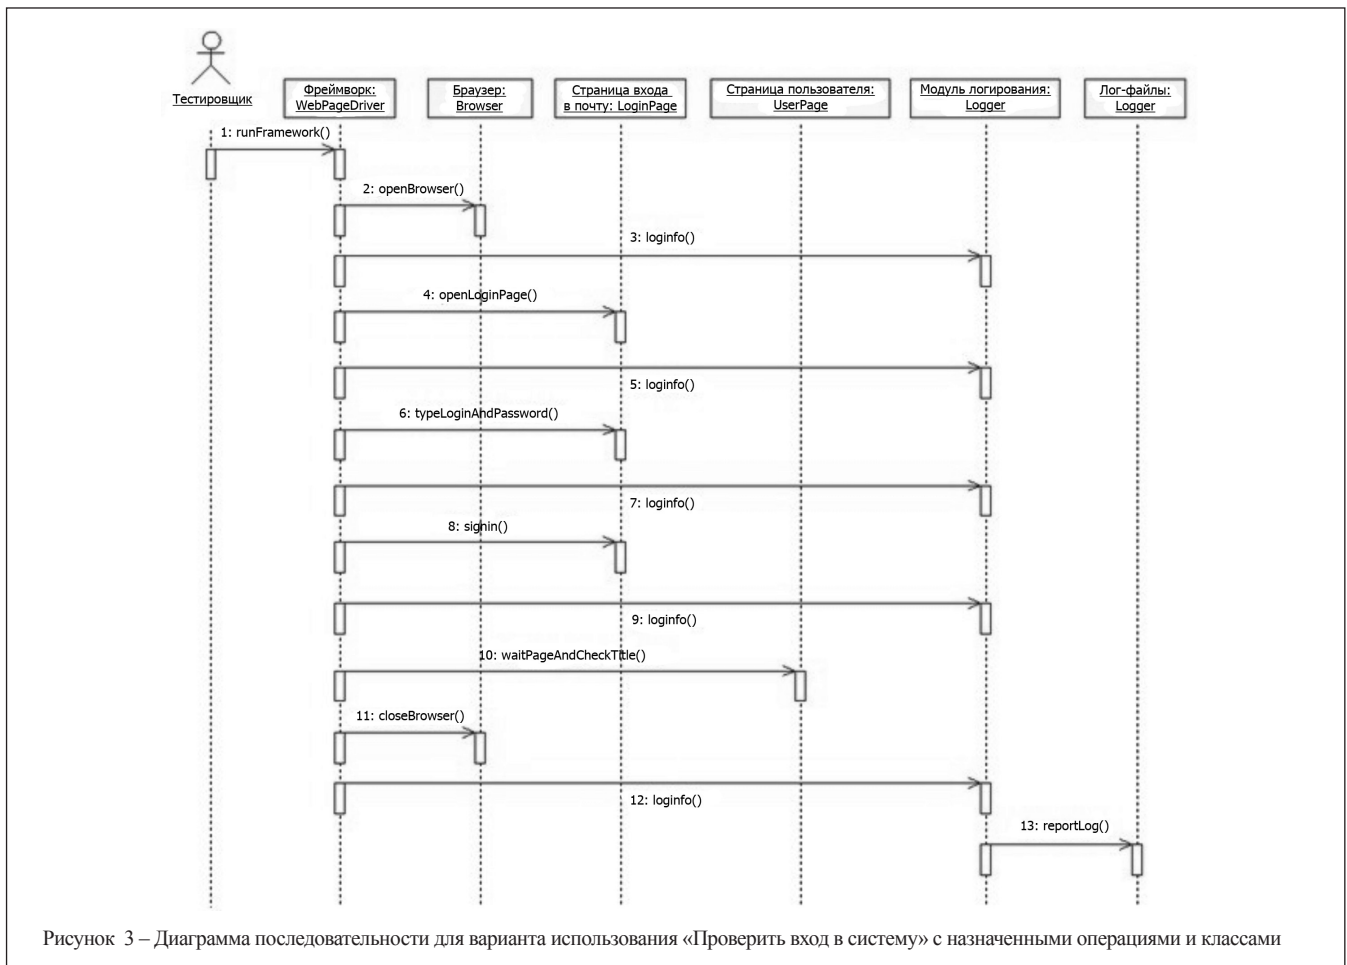 Тестировщик
Фреймворк:
WebPageDriver
Браузер:
Browser
Страница входа
в почту: LoginPage
Страница пользователя:
UserPage
Модуль логирования:
Logger
Лог-файлы:
Logger
1: runFramework()
2: openBrowser()
3: loginfo()
4: openLoginPage()
5: loginfo()
6: typeLoginAndPassword()
7: loginfo()
8: sighin()
9: loginfo()
10: waitPageAndCheckTitle()
11: closeBrowser()
12: loginfo()
13: reportLog()
Рисунок 3 – Диаграмма последовательности для варианта использования «Проверить вход в систему» с назначенными операциями и классами